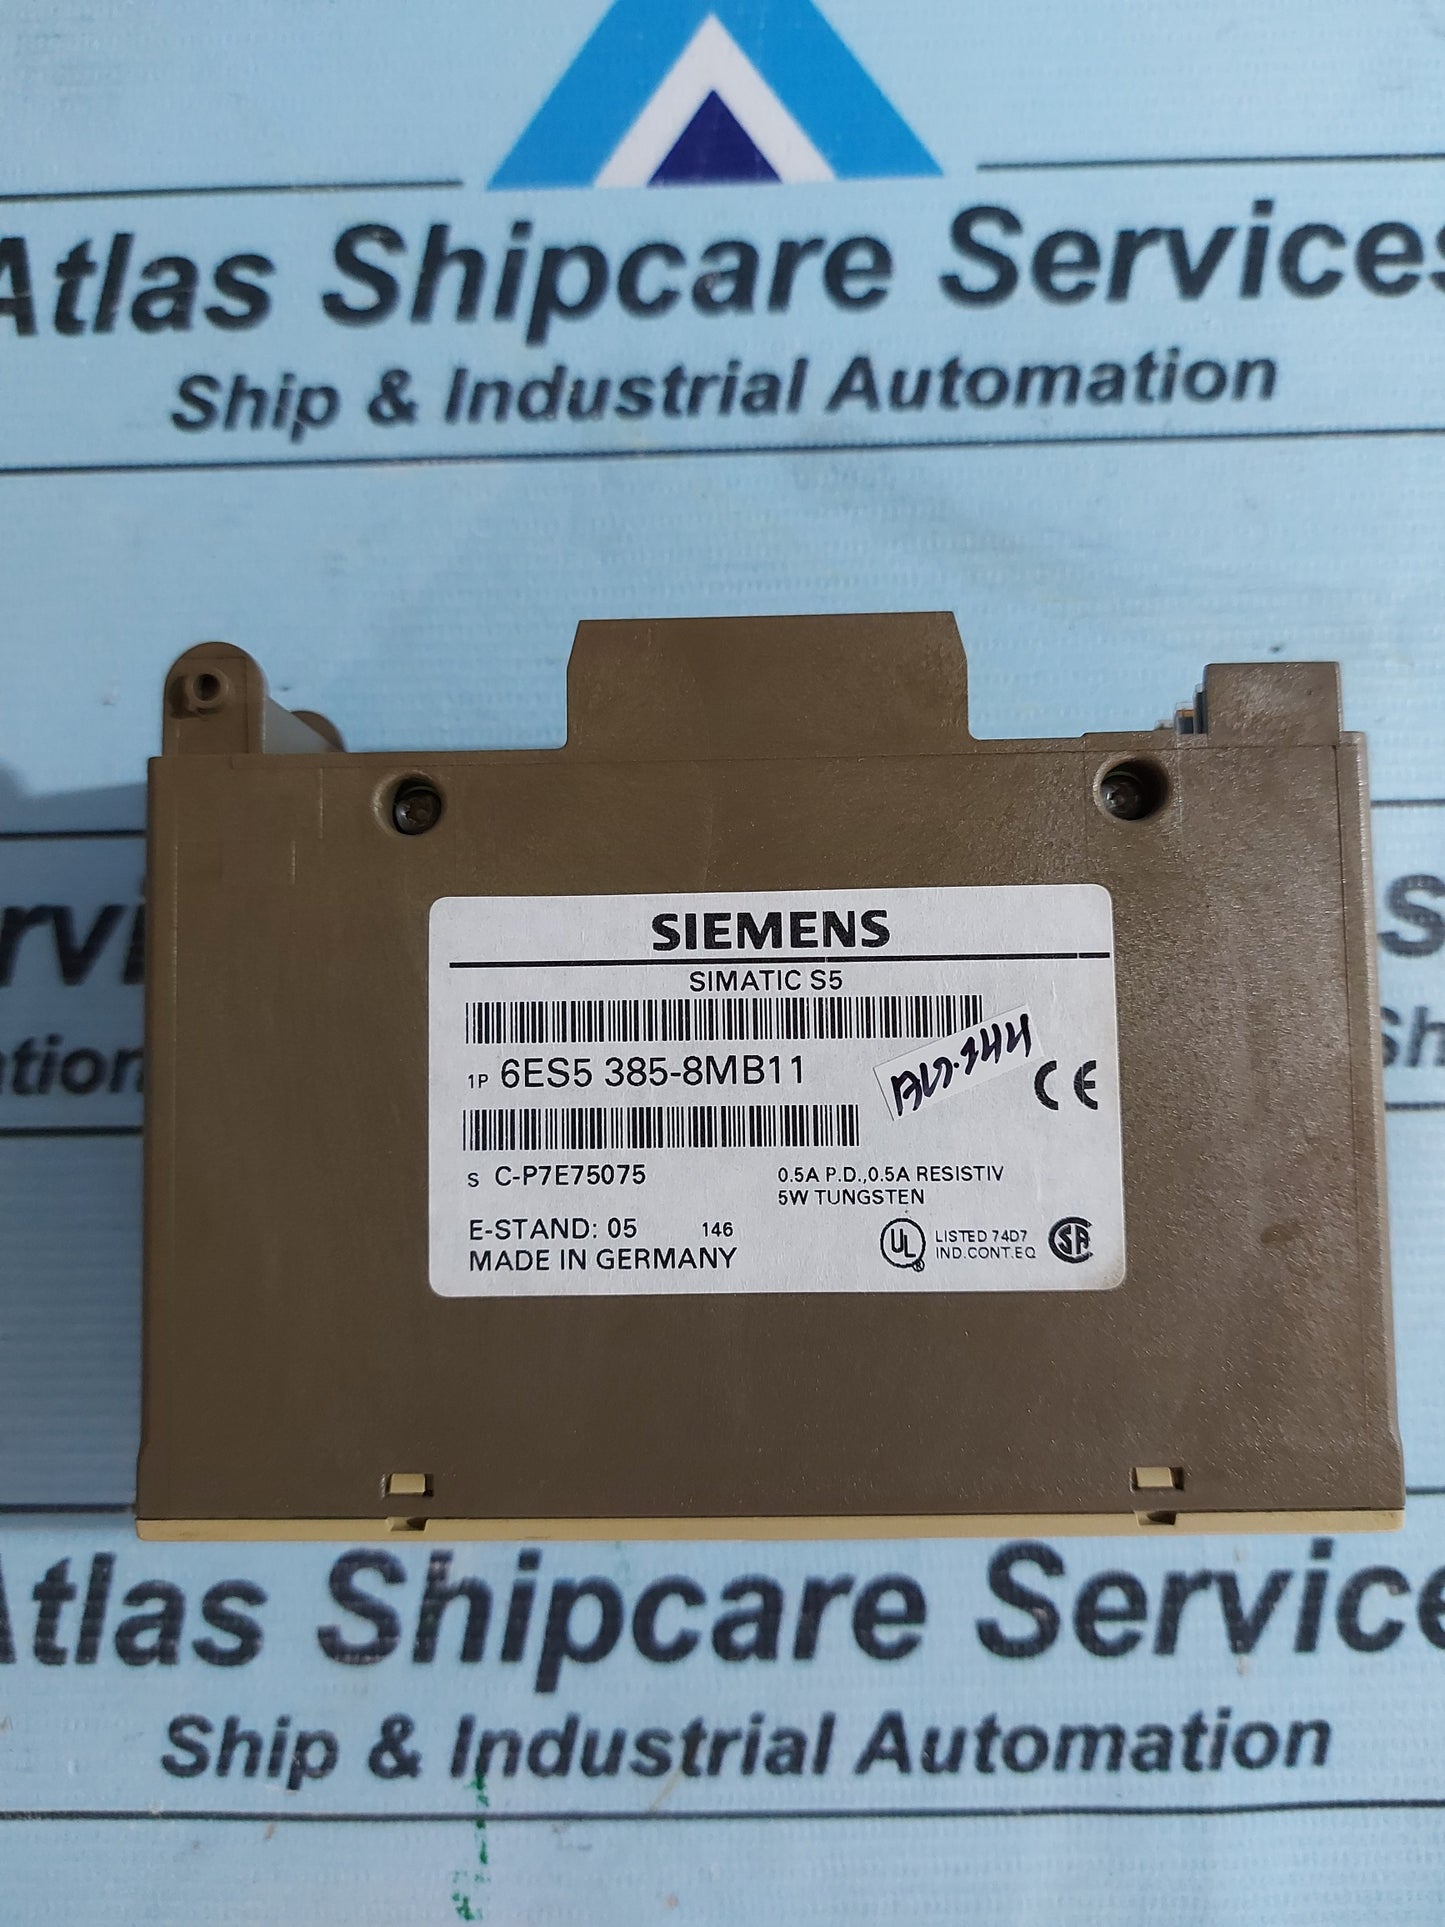 Atlas Shipcare Services
Ship & Industrial Automation
SIEMENS
SIMATIC S5
1P 6ES5 385-8MB11
CE
S C-P7E75075
0.5A P.D.,0.5A RESISTIV
5W TUNGSTEN
E-STAND: 05 146
MADE IN GERMANY
UL
LISTED 74D7
IND.CONT.EQ
SA
Atlas Shipcare Service
Ship & Industrial Automation